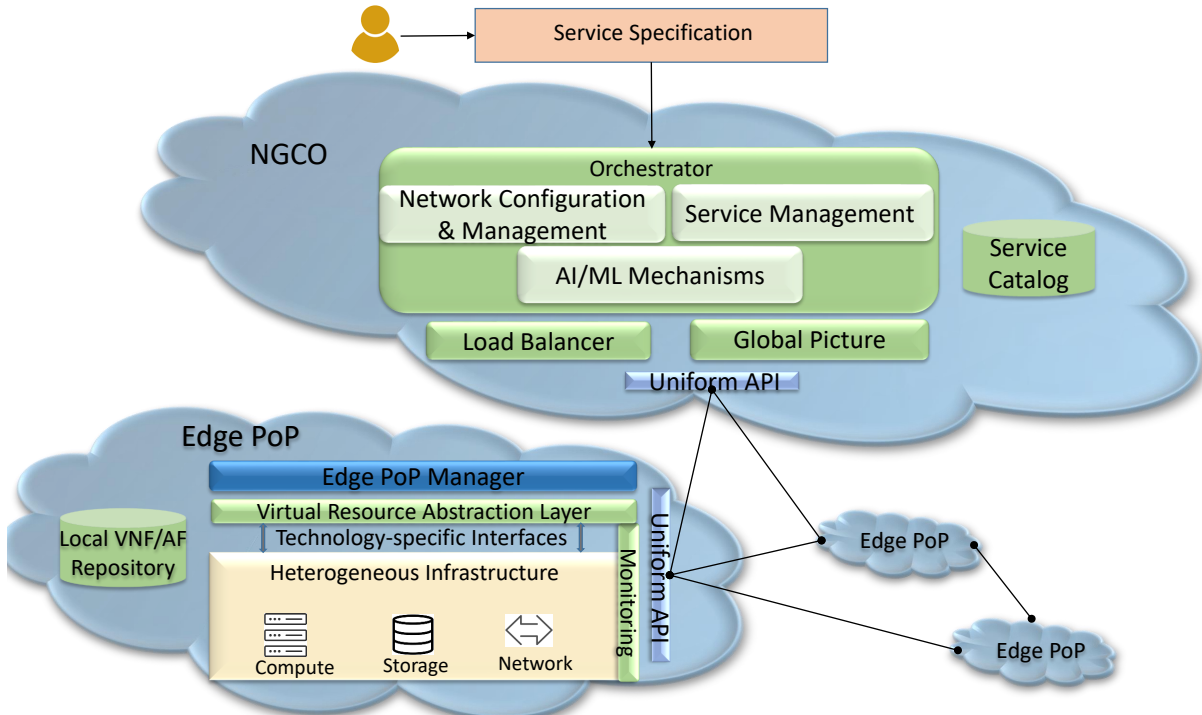 Service Specification
NGCO
Orchestrator
Network Configuration
& Management
Service Management
AI/ML Mechanisms
Service
Catalog
Load Balancer
Global Picture
Uniform API
Edge PoP
Edge PoP Manager
Virtual Resource Abstraction Layer
Technology-specific Interfaces
Local VNF/AF
Repository
Heterogeneous Infrastructure
Compute
Storage
Network
Monitoring
Uniform API
Edge PoP
Edge PoP